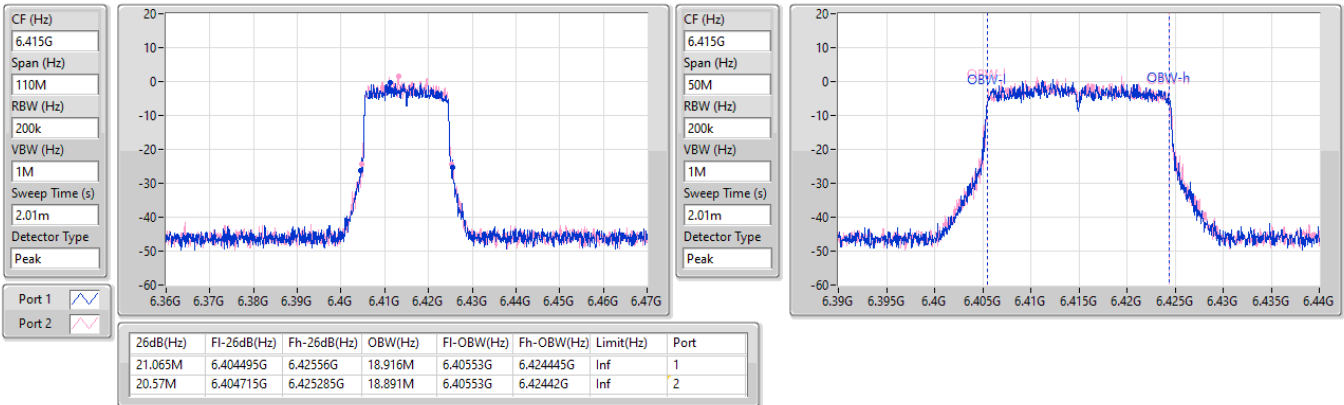 CF (Hz)
6.415G
Span (Hz)
110M
RBW (Hz)
200k
VBW (Hz)
1M
Sweep Time (s)
2.01m
Detector Type
Peak
Port 1
Port 2
20
10
0
-10
-20
-30
-40
-50
-60
6.36G 6.37G 6.38G 6.39G 6.4G 6.41G 6.42G 6.43G 6.44G 6.45G 6.46G 6.47G
CF (Hz)
6.415G
Span (Hz)
50M
RBW (Hz)
200k
VBW (Hz)
1M
Sweep Time (s)
2.01m
Detector Type
Peak
20
10
0
-10
-20
-30
-40
-50
-60
OBW-l OBW-h
6.39G 6.395G 6.4G 6.405G 6.41G 6.415G 6.42G 6.425G 6.43G 6.435G 6.44G
26dB(Hz) Fl-26dB(Hz) Fh-26dB(Hz) OBW(Hz) Fl-OBW(Hz) Fh-OBW(Hz) Limit(Hz) Port
21.065M 6.404495G 6.42556G 18.916M 6.40553G 6.424445G Inf 1
20.57M 6.404715G 6.425285G 18.891M 6.40553G 6.42442G Inf 2